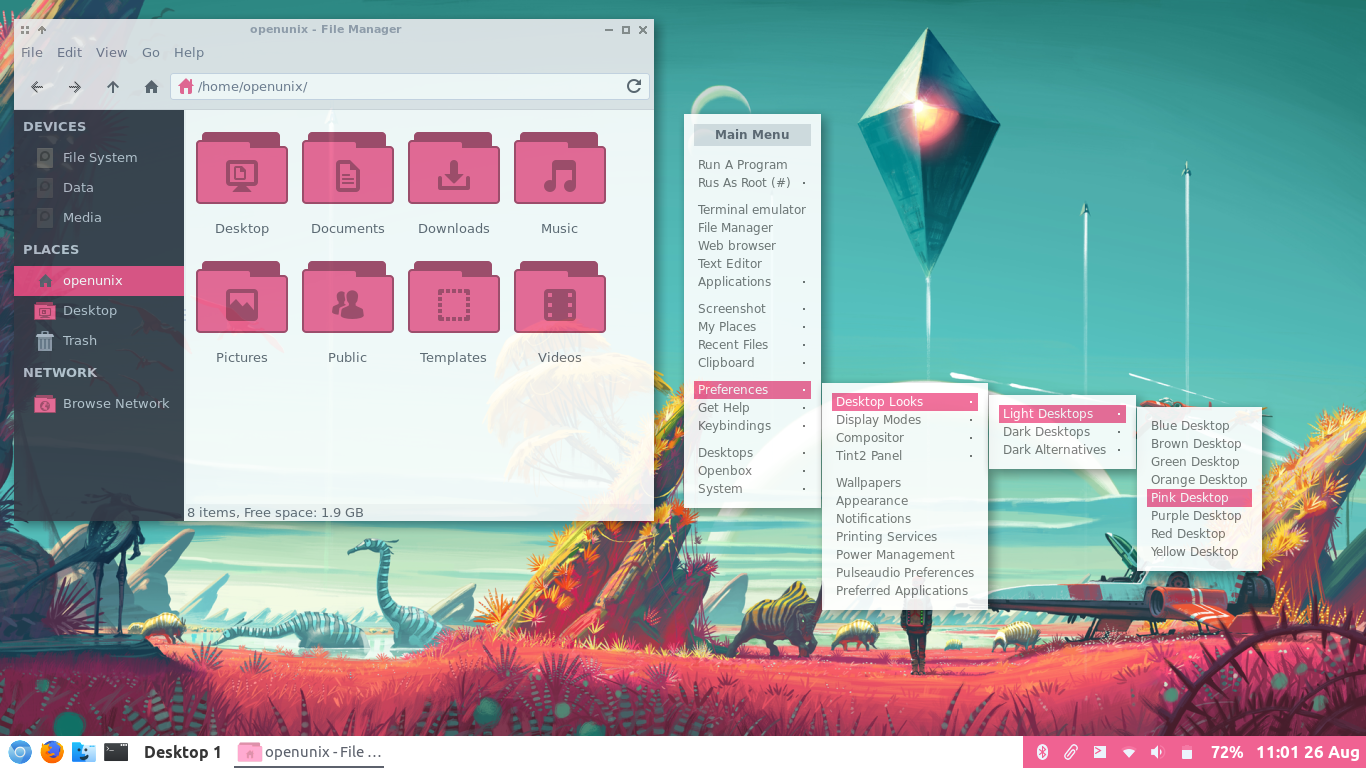 openunix - File Manager
File Edit View Go Help
/home/openunix/
DEVICES
File System
Data
Media
PLACES
openunix
Desktop
Trash
NETWORK
Browse Network
Desktop Documents Downloads Music
Pictures Public Templates Videos
8 items, Free space: 1.9 GB
Main Menu
Run A Program
Rus As Root (#)
Terminal emulator
File Manager
Web browser
Text Editor
Applications
Screenshot
My Places
Recent Files
Clipboard
Preferences
Get Help
Keybindings
Desktops
Openbox
System
Desktop Looks
Display Modes
Compositor
Tint2 Panel
Wallpapers
Appearance
Notifications
Printing Services
Power Management
Pulseaudio Preferences
Preferred Applications
Light Desktops
Dark Desktops
Dark Alternatives
Blue Desktop
Brown Desktop
Green Desktop
Orange Desktop
Pink Desktop
Purple Desktop
Red Desktop
Yellow Desktop
Desktop 1 openunix - File ... 72% 11:01 26 Aug